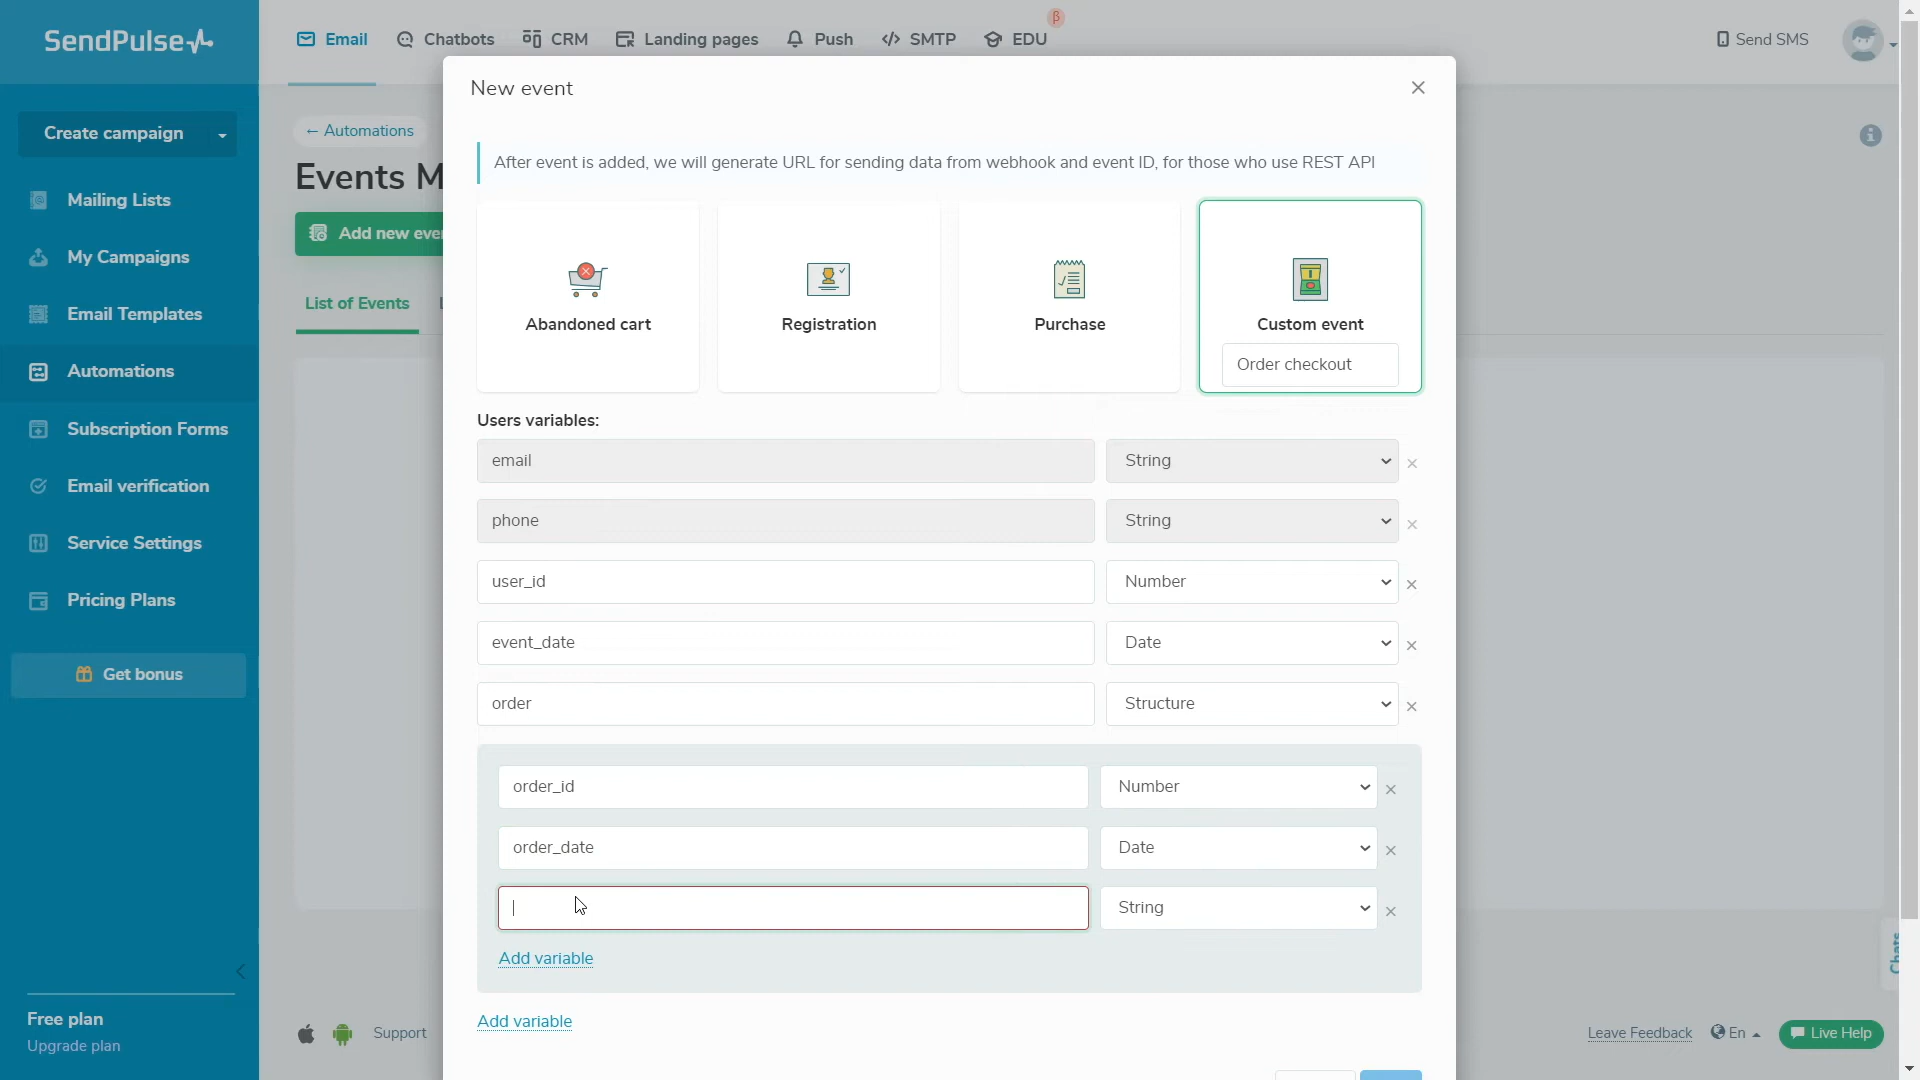 SendPulse
Email
Chatbots
CRM
Landing pages
Push
SMTP
EDU
β
Send SMS
Create campaign
Mailing Lists
My Campaigns
Email Templates
Automations
Subscription Forms
Email verification
Service Settings
Pricing Plans
Get bonus
Free plan
Upgrade plan
← Automations
Events M
Add new eve
List of Events
New event
After event is added, we will generate URL for sending data from webhook and event ID, for those who use REST API
Abandoned cart
Registration
Purchase
Custom event
Order checkout
Users variables:
email
String
phone
String
user_id
Number
event_date
Date
order
Structure
order_id
Number
order_date
Date
String
Add variable
Add variable
Support
Leave Feedback
En
Live Help
Chats